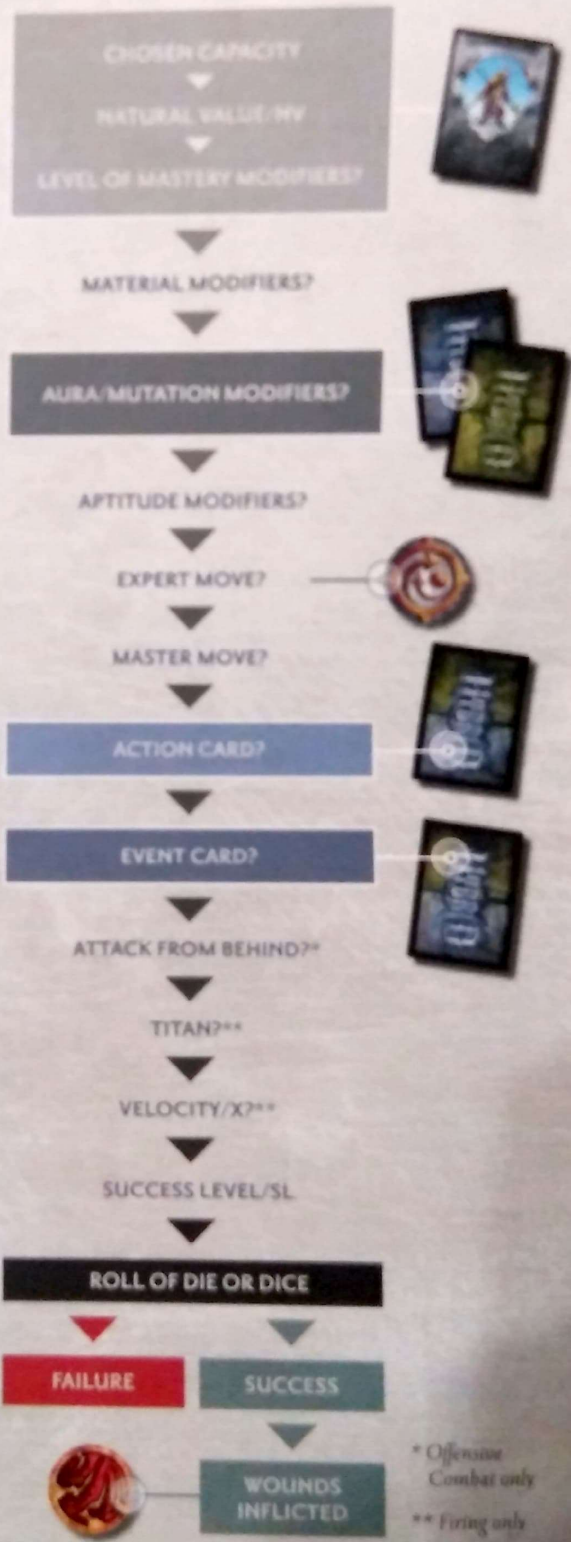 CHOSEN CAPACITY
NATURAL VALUE/NV
LEVEL OF MASTERY MODIFIERS?
MATERIAL MODIFIERS?
AURA/MUTATION MODIFIERS?
APTITUDE MODIFIERS?
EXPERT MOVE?
MASTER MOVE?
ACTION CARD?
EVENT CARD?
ATTACK FROM BEHIND?*
TITAN?**
VELOCITY/X?**
SUCCESS LEVEL/SL
ROLL OF DIE OR DICE
FAILURE
SUCCESS
WOUNDS
INFLICTED
* Offensive
Combat only
** Firing only